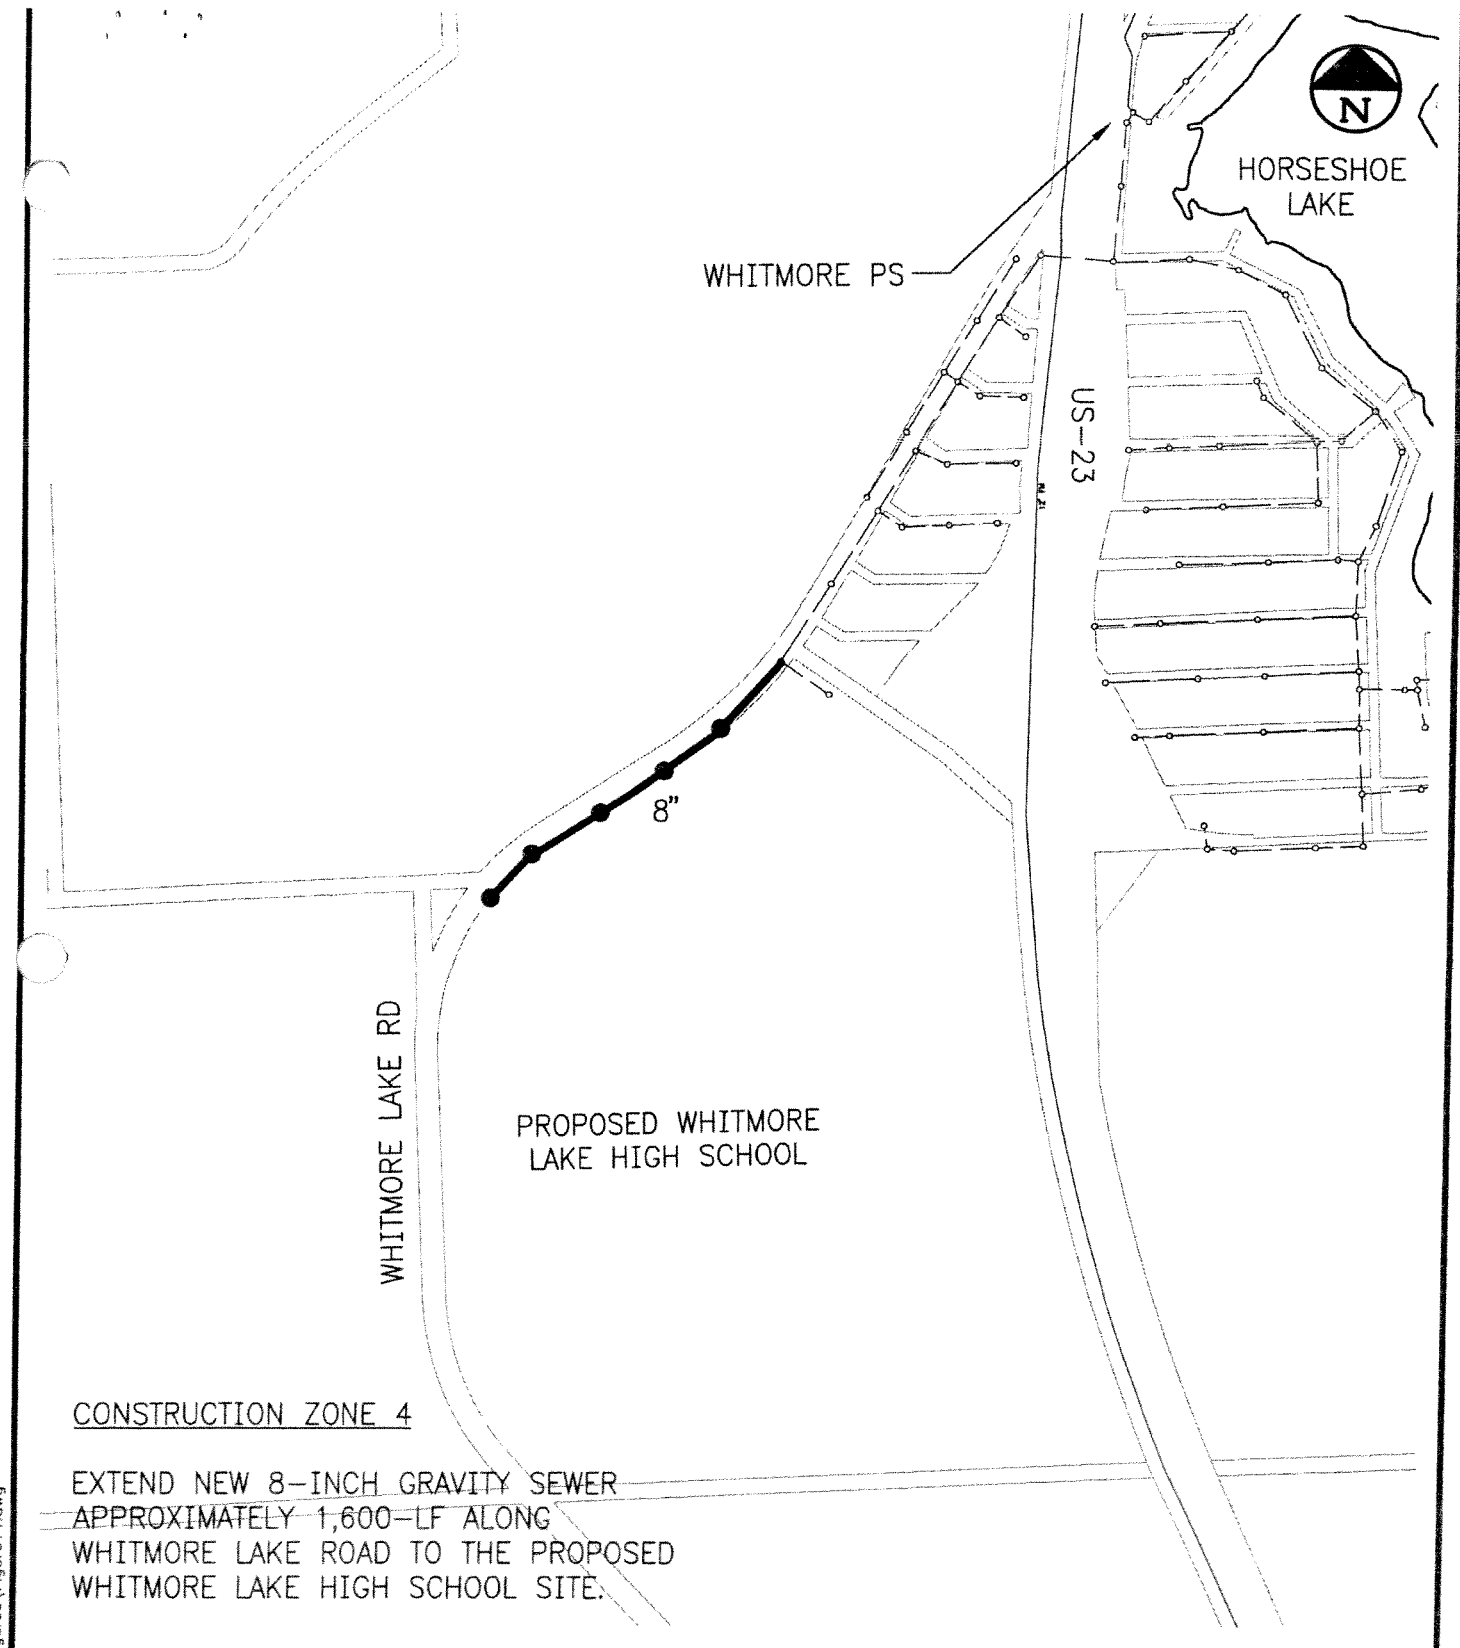 N
HORSESHOE
LAKE
WHITMORE PS
US-23
8"
WHITMORE LAKE RD
PROPOSED WHITMORE
LAKE HIGH SCHOOL
CONSTRUCTION ZONE 4
EXTEND NEW 8-INCH GRAVITY SEWER
APPROXIMATELY 1,600-LF ALONG
WHITMORE LAKE ROAD TO THE PROPOSED
WHITMORE LAKE HIGH SCHOOL SITE.